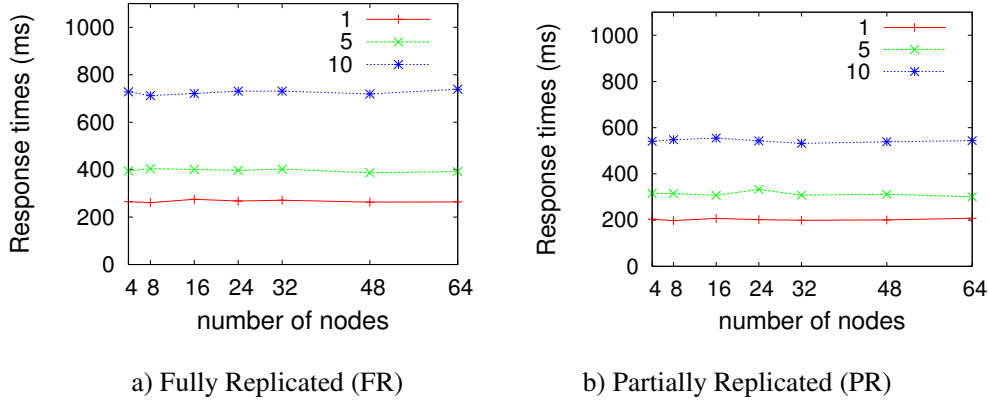 Response times (ms)
1000
800
600
400
200
0
1
5
10
4 8 16 24 32 48 64
number of nodes
a) Fully Replicated (FR)
Response times (ms)
1000
800
600
400
200
0
1
5
10
4 8 16 24 32 48 64
number of nodes
b) Partially Replicated (PR)